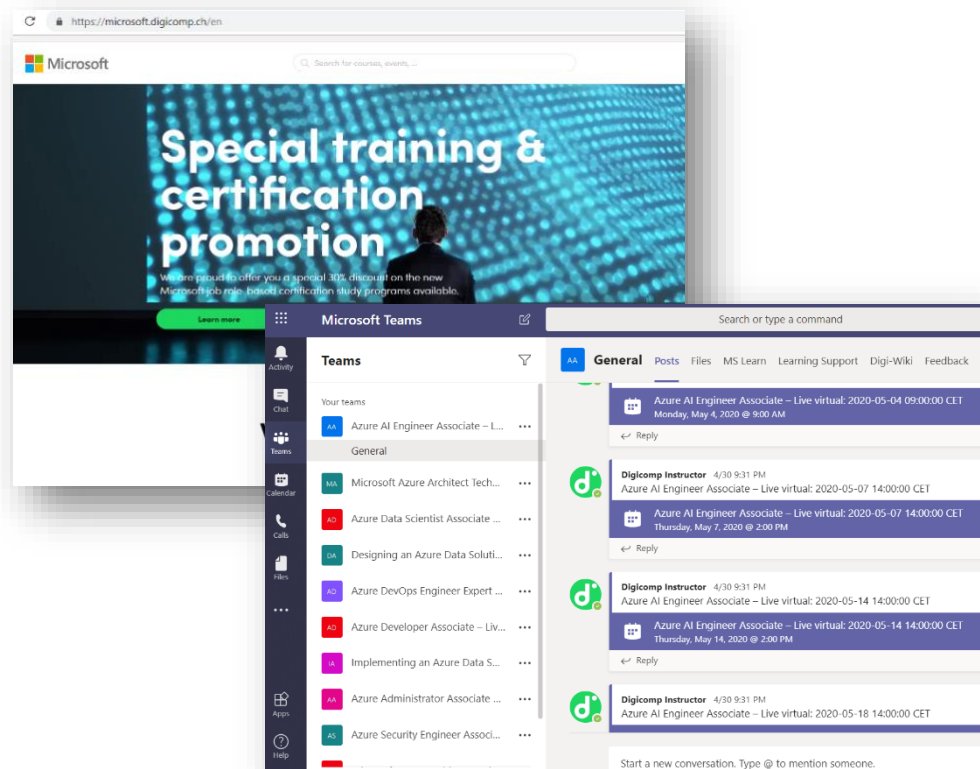 https://microsoft.digicomp.ch/en
Microsoft
Search for courses, events, ...
Special training &
certification
promotion
We are proud to offer you a special 30% discount on the new
Microsoft job role-based certification study programs available.
Learn more
Microsoft Teams
Search or type a command
Activity
Chat
Teams
Calendar
Calls
Files
Apps
Help
Teams
Your teams
AA Azure AI Engineer Associate – L...
General
MA Microsoft Azure Architect Tech...
AD Azure Data Scientist Associate ...
DA Designing an Azure Data Soluti...
AD Azure DevOps Engineer Expert ...
AD Azure Developer Associate – Liv...
IA Implementing an Azure Data S...
AA Azure Administrator Associate ...
AS Azure Security Engineer Associ...
AA General Posts Files MS Learn Learning Support Digi-Wiki Feedback
Azure AI Engineer Associate – Live virtual: 2020-05-04 09:00:00 CET
Monday, May 4, 2020 @ 9:00 AM
Reply
Digicomp Instructor 4/30 9:31 PM
Azure AI Engineer Associate – Live virtual: 2020-05-07 14:00:00 CET
Azure AI Engineer Associate – Live virtual: 2020-05-07 14:00:00 CET
Thursday, May 7, 2020 @ 2:00 PM
Reply
Digicomp Instructor 4/30 9:31 PM
Azure AI Engineer Associate – Live virtual: 2020-05-14 14:00:00 CET
Azure AI Engineer Associate – Live virtual: 2020-05-14 14:00:00 CET
Thursday, May 14, 2020 @ 2:00 PM
Reply
Digicomp Instructor 4/30 9:31 PM
Azure AI Engineer Associate – Live virtual: 2020-05-18 14:00:00 CET
Start a new conversation. Type @ to mention someone.